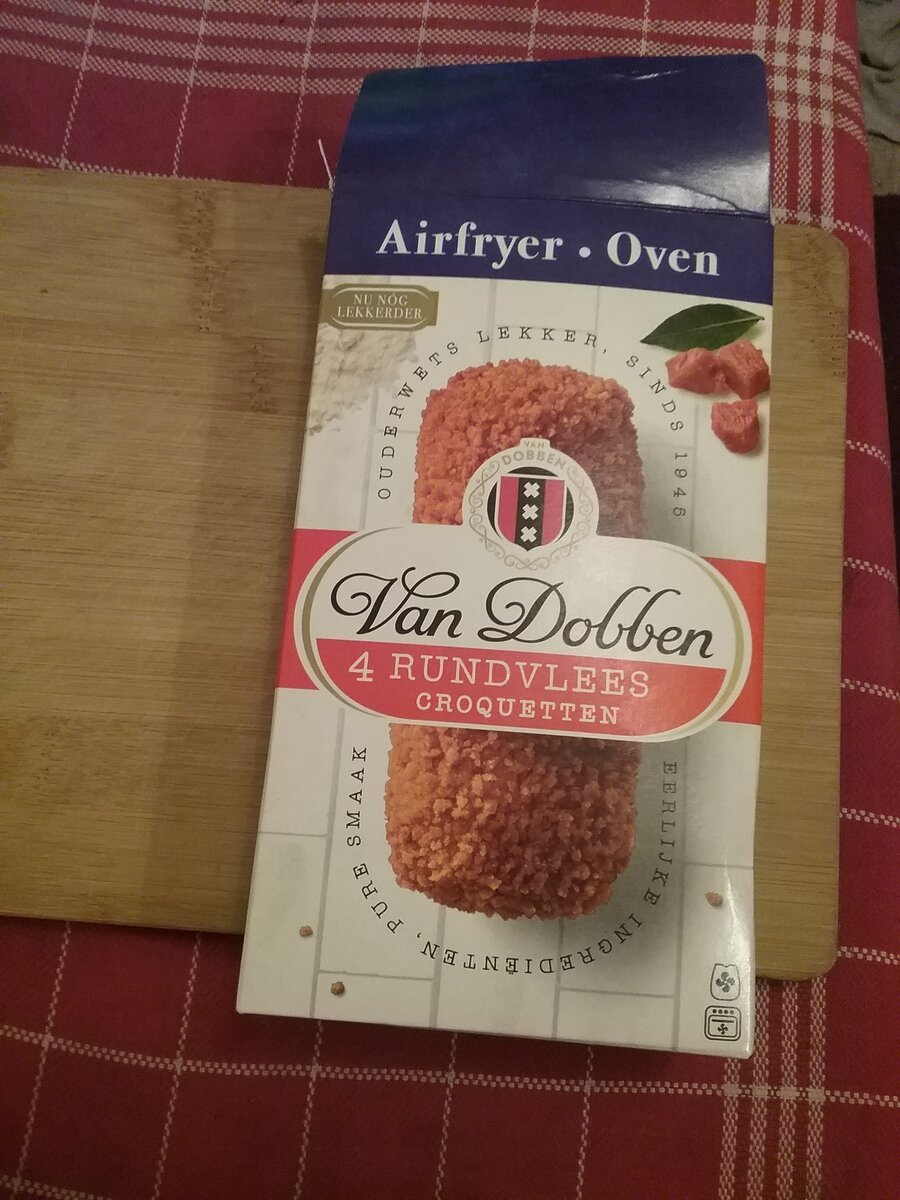 Airfryer • Oven
NU NÓG
LEKKERDER
OUDERWETS LEKKER, SINDS 1945
VAN
DOBBEN
Van Dobben
4 RUNDVLEES
CROQUETTEN
EERLIJKE INGREDIËNTEN, PURE SMAAK